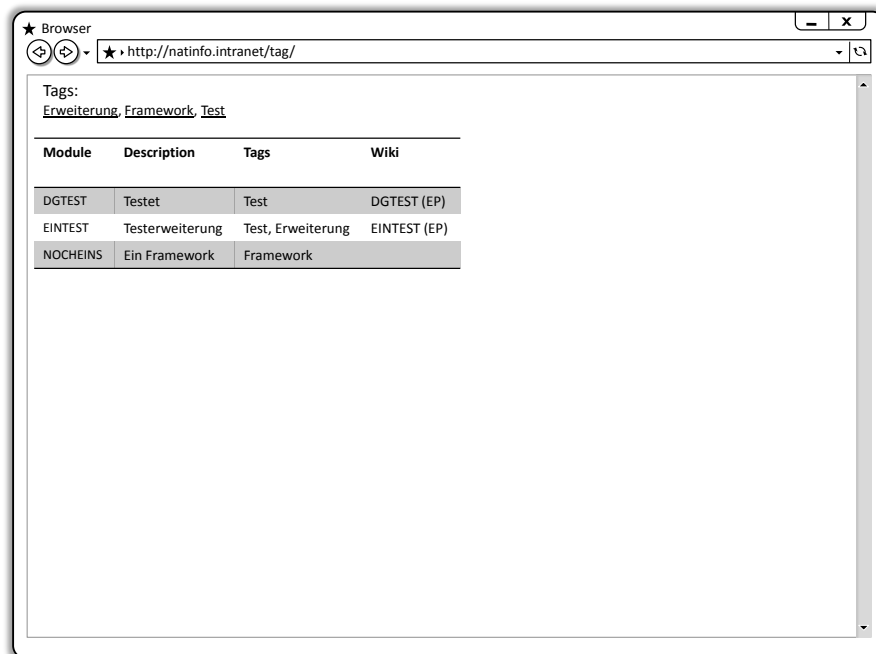 Browser
x
http://natinfo.intranet/tag/
Tags:
Erweiterung, Framework, Test
Module Description Tags Wiki
DGTEST Testet Test DGTEST (EP)
EINTEST Testerweiterung Test, Erweiterung EINTEST (EP)
NOCHEINS Ein Framework Framework